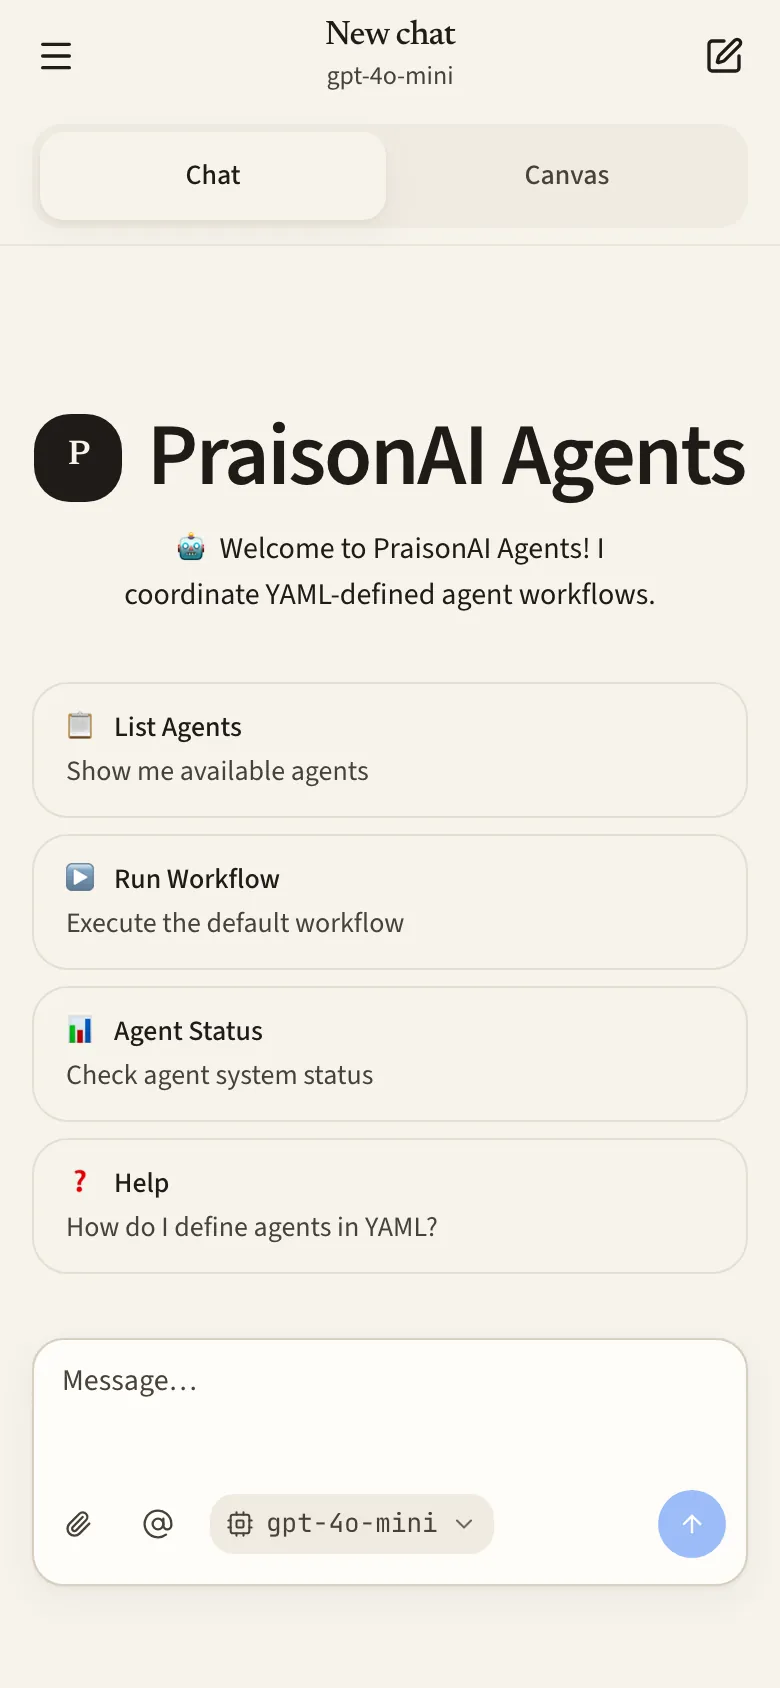 New chat
gpt-4o-mini
Chat
Canvas
P
PraisonAI Agents
🤖 Welcome to PraisonAI Agents! I
coordinate YAML-defined agent workflows.
📋 List Agents
Show me available agents
▶️ Run Workflow
Execute the default workflow
📊 Agent Status
Check agent system status
❓ Help
How do I define agents in YAML?
Message…
gpt-4o-mini